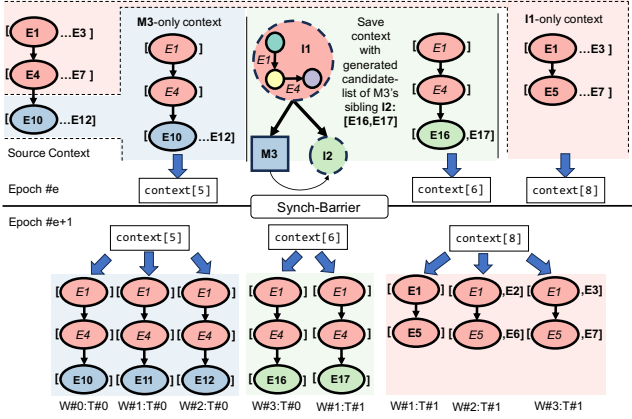 M3-only context
I1-only context
[ E1 ...E3 ]
[ E4 ...E7 ]
[ E10 ...E12]
Source Context
[ E1 ]
[ E4 ]
[ E10 ...E12]
I1
E1
E4
M3
I2
Save
context
with
generated
candidate-
list of M3's
sibling I2:
[E16,E17]
[ E1 ]
[ E4 ]
[ E16 ,E17]
[ E1 ...E3 ]
[ E5 ...E7 ]
Epoch #e
context[5]
context[6]
context[8]
Synch-Barrier
Epoch #e+1
context[5]
context[6]
context[8]
[ E1 ] [ E1 ] [ E1 ] [ E1 ] [ E1 ] [ E1 ] [ E1 ,E2] [ E1 ,E3]
[ E4 ] [ E4 ] [ E4 ] [ E4 ] [ E4 ] [ E5 ] [ E5 ,E6] [ E5 ,E7]
[ E10 ] [ E11 ] [ E12 ] [ E16 ] [ E17 ]
W#0:T#0 W#1:T#0 W#2:T#0 W#3:T#0 W#1:T#1 W#1:T#1 W#2:T#1 W#3:T#1